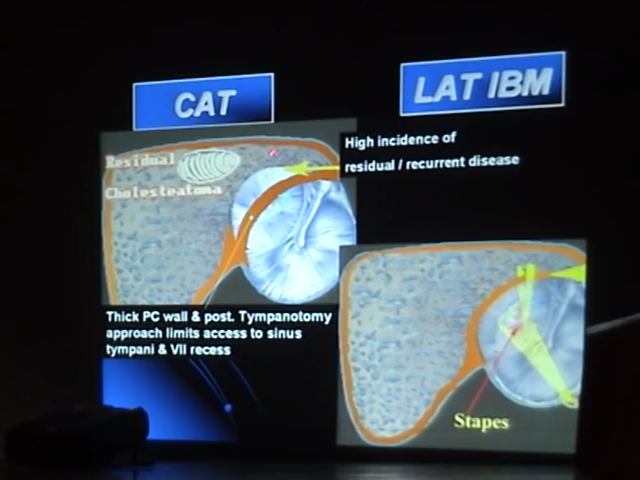 CAT
LAT IBM
Residual
Cholesteatoma
High incidence of
residual / recurrent disease
Thick PC wall & post. Tympanotomy
approach limits access to sinus
tympani & VII recess
Stapes